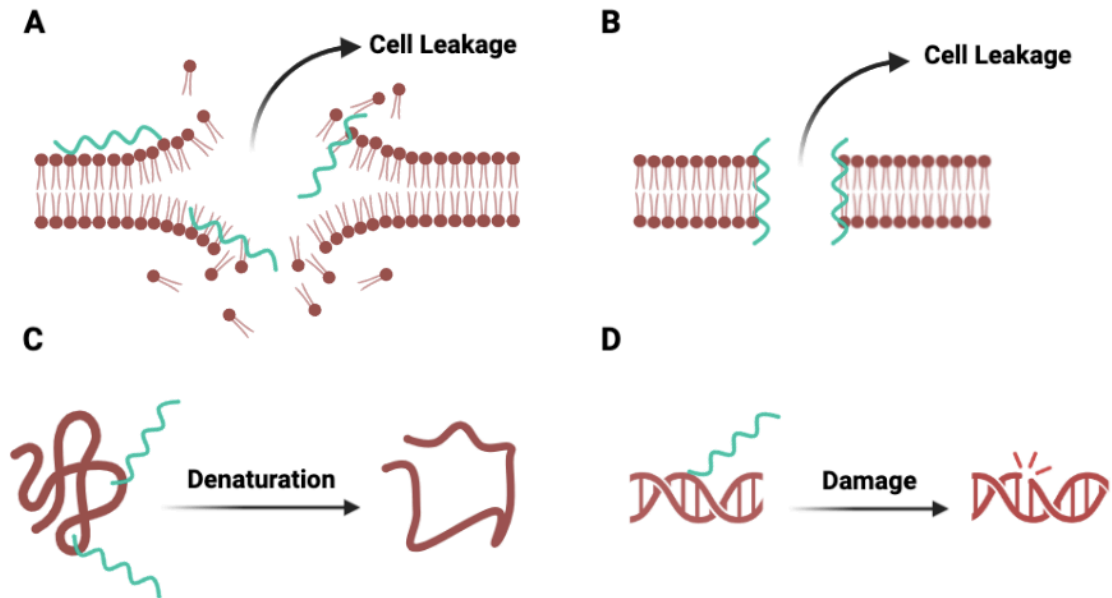 A
Cell Leakage
B
Cell Leakage
C
Denaturation
D
Damage